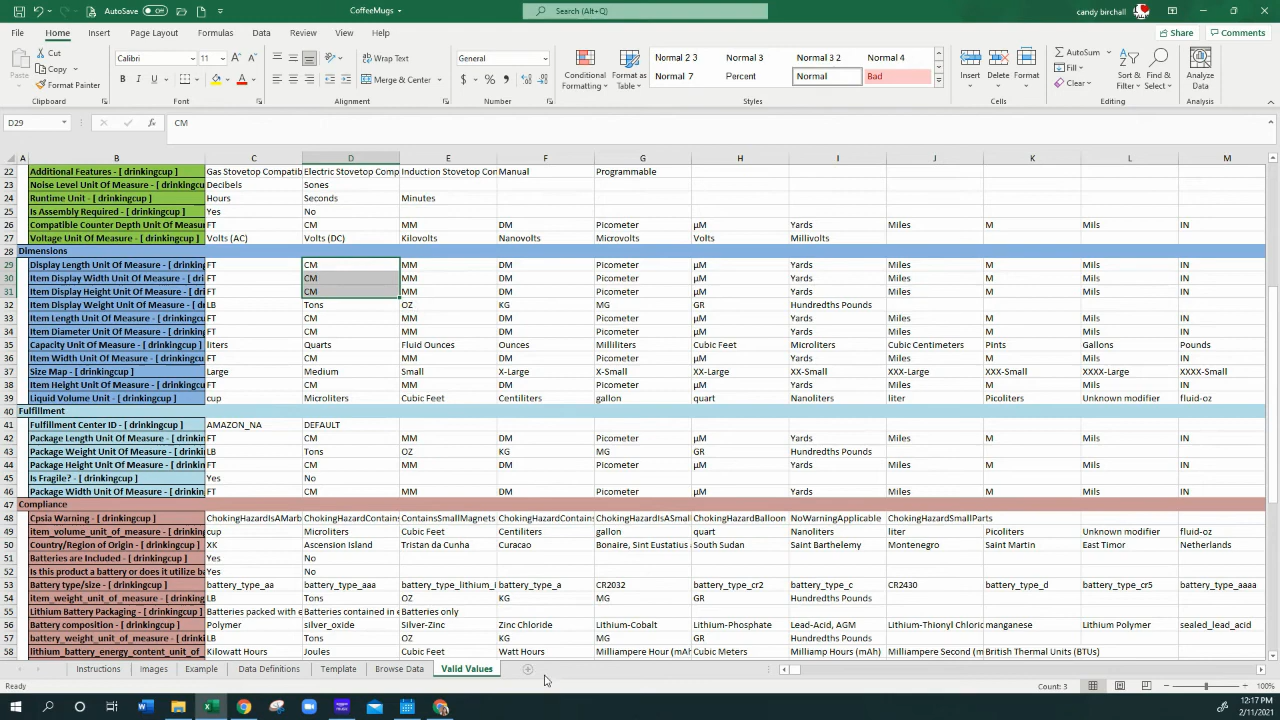 AutoSave Off CoffeeMugs Search (Alt+Q) candy birchall
File Home Insert Page Layout Formulas Data Review View Help Share Comments
Paste Cut Copy Format Painter Clipboard
Calibri 11 B I U Font
Wrap Text Merge & Center Alignment
General $ % Number
Conditional Formatting Format as Table Normal 2 3 Normal 3 Normal 3 2 Normal 4 Normal 7 Percent Normal Bad Styles
Insert Delete Format Cells
AutoSum Fill Clear Sort & Filter Find & Select Editing
Analyze Data Analysis
D29 fx CM
A B C D E F G H I J K L M
22 Additional Features - [ drinkingcup ] Gas Stovetop Compatib Electric Stovetop Comp Induction Stovetop Con Manual Programmable
23 Noise Level Unit Of Measure - [ drinkingcu Decibels Sones
24 Runtime Unit - [ drinkingcup ] Hours Seconds Minutes
25 Is Assembly Required - [ drinkingcup ] Yes No
26 Compatible Counter Depth Unit Of Measur FT CM MM DM Picometer µM Yards Miles M Mils IN
27 Voltage Unit Of Measure - [ drinkingcup ] Volts (AC) Volts (DC) Kilovolts Nanovolts Microvolts Volts Millivolts
28 Dimensions
29 Display Length Unit Of Measure - [ drinking FT CM MM DM Picometer µM Yards Miles M Mils IN
30 Item Display Width Unit Of Measure - [ drin FT CM MM DM Picometer µM Yards Miles M Mils IN
31 Item Display Height Unit Of Measure - [ dri FT CM MM DM Picometer µM Yards Miles M Mils IN
32 Item Display Weight Unit Of Measure - [ dr LB Tons OZ KG MG GR Hundredths Pounds
33 Item Length Unit Of Measure - [ drinkingcu FT CM MM DM Picometer µM Yards Miles M Mils IN
34 Item Diameter Unit Of Measure - [ drinking FT CM MM DM Picometer µM Yards Miles M Mils IN
35 Capacity Unit Of Measure - [ drinkingcup ] liters Quarts Fluid Ounces Ounces Milliliters Cubic Feet Microliters Cubic Centimeters Pints Gallons Pounds
36 Item Width Unit Of Measure - [ drinkingcup FT CM MM DM Picometer µM Yards Miles M Mils IN
37 Size Map - [ drinkingcup ] Large Medium Small X-Large X-Small XX-Large XX-Small XXX-Large XXX-Small XXXX-Large XXXX-Small
38 Item Height Unit Of Measure - [ drinkingcu FT CM MM DM Picometer µM Yards Miles M Mils IN
39 Liquid Volume Unit - [ drinkingcup ] cup Microliters Cubic Feet Centiliters gallon quart Nanoliters liter Picoliters Unknown modifier fluid-oz
40 Fulfillment
41 Fulfillment Center ID - [ drinkingcup ] AMAZON_NA DEFAULT
42 Package Length Unit Of Measure - [ drinkin FT CM MM DM Picometer µM Yards Miles M Mils IN
43 Package Weight Unit Of Measure - [ drinki LB Tons OZ KG MG GR Hundredths Pounds
44 Package Height Unit Of Measure - [ drinki FT CM MM DM Picometer µM Yards Miles M Mils IN
45 Is Fragile? - [ drinkingcup ] Yes No
46 Package Width Unit Of Measure - [ drinkin FT CM MM DM Picometer µM Yards Miles M Mils IN
47 Compliance
48 Cpsia Warning - [ drinkingcup ] ChokingHazardIsAMarb ChokingHazardContains ContainsSmallMagnets ChokingHazardContains ChokingHazardIsASmal ChokingHazardBalloon NoWarningApplicable ChokingHazardSmallParts
49 item_volume_unit_of_measure - [ drinking cup Microliters Cubic Feet Centiliters gallon quart Nanoliters liter Picoliters Unknown modifier fluid-oz
50 Country/Region of Origin - [ drinkingcup ] XK Ascension Island Tristan da Cunha Curacao Bonaire, Sint Eustatius South Sudan Saint Barthelemy Montenegro Saint Martin East Timor Netherlands
51 Batteries are Included - [ drinkingcup ] Yes No
52 Is this product a battery or does it utilize b Yes No
53 Battery type/size - [ drinkingcup ] battery_type_aa battery_type_aaa battery_type_lithium_i battery_type_a CR2032 battery_type_cr2 battery_type_c CR2430 battery_type_d battery_type_cr5 battery_type_aaaa
54 item_weight_unit_of_measure - [ drinking LB Tons OZ KG MG GR Hundredths Pounds
55 Lithium Battery Packaging - [ drinkingcup ] Batteries packed with e Batteries contained in e Batteries only
56 Battery composition - [ drinkingcup ] Polymer silver_oxide Silver-Zinc Zinc Chloride Lithium-Cobalt Lithium-Phosphate Lead-Acid, AGM Lithium-Thionyl Chloric manganese Lithium Polymer sealed_lead_acid
57 battery_weight_unit_of_measure - [ drinki LB Tons OZ KG MG GR Hundredths Pounds
58 lithium_battery_energy_content_unit_of_ Kilowatt Hours Joules Cubic Feet Watt Hours Milliampere Hour (mAh) Cubic Meters Milliamp Hours (mAh) Milliampere Second (m British Thermal Units (BTUs)
Instructions Images Example Data Definitions Template Browse Data Valid Values
Ready Count: 3 100%
12:17 PM
2/11/2021